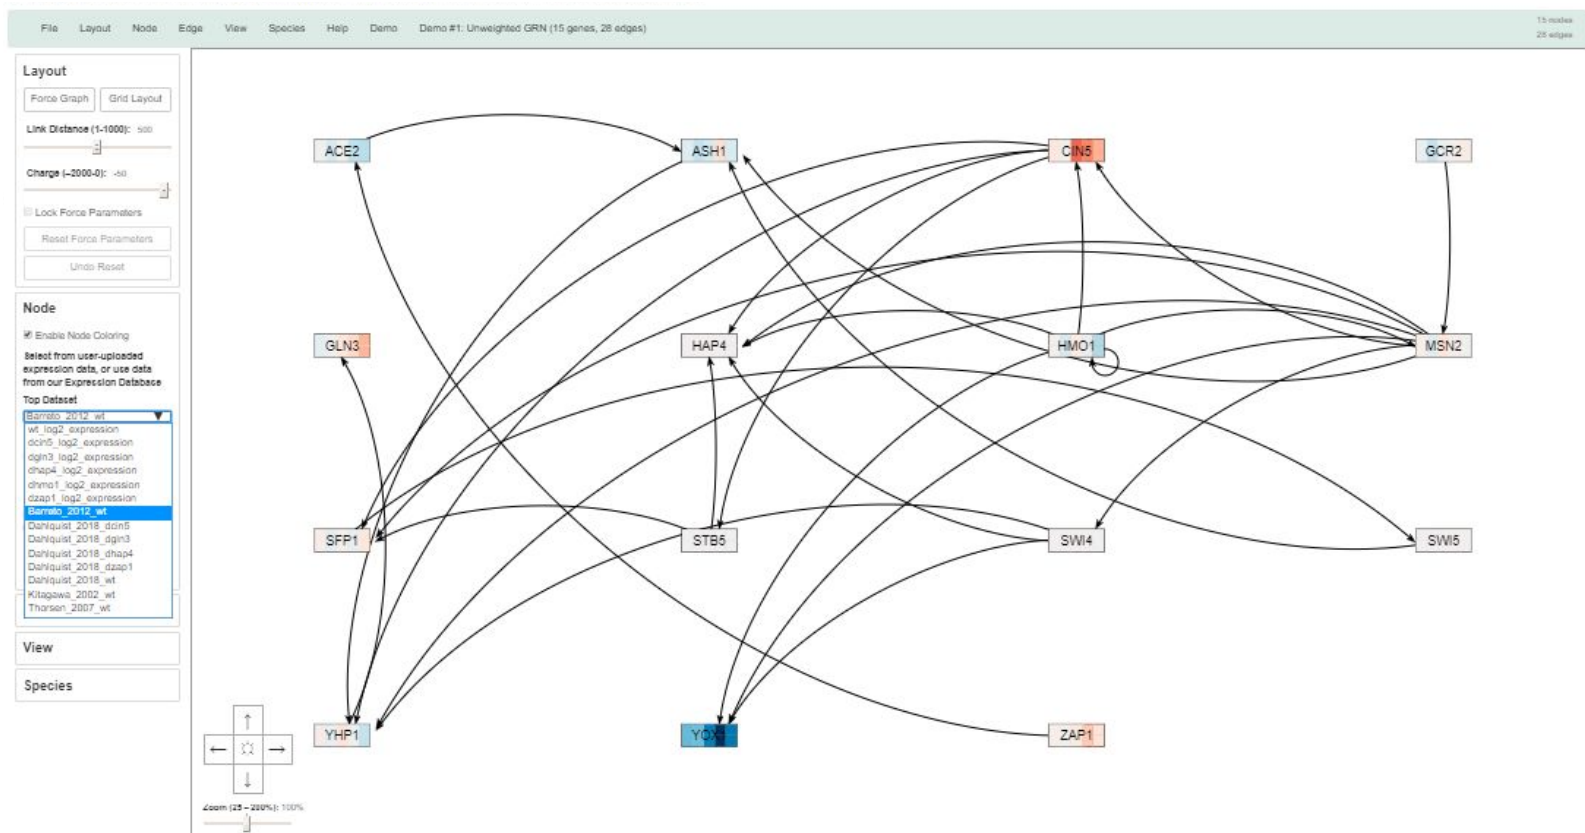 File Layout Node Edge View Species Help Demo Demo #1: Unweighted GRN (15 genes, 28 edges)
15 nodes
28 edges
Layout
Force Graph Grid Layout
Link Distance (1-1000): 500
Charge (-2000-0): -50
Lock Force Parameters
Reset Force Parameters
Undo Reset
Node
Enable Node Coloring
Select from user-uploaded
expression data, or use data
from our Expression Database
Top Dataset
Barreto_2012_wt
wt_log2_expression
dcin5_log2_expression
dgln3_log2_expression
dhap4_log2_expression
dhmo1_log2_expression
dzap1_log2_expression
Barreto_2012_wt
Dahlquist_2018_dcin5
Dahlquist_2018_dgln3
Dahlquist_2018_dhap4
Dahlquist_2018_dzap1
Dahlquist_2018_wt
Kitagawa_2002_wt
Thorsen_2007_wt
View
Species
ACE2 ASH1 CIN5 GCR2
GLN3 HAP4 HMO1 MSN2
SFP1 STB5 SWI4 SWI5
YHP1 YOX1 ZAP1
Zoom (25 – 200%): 100%